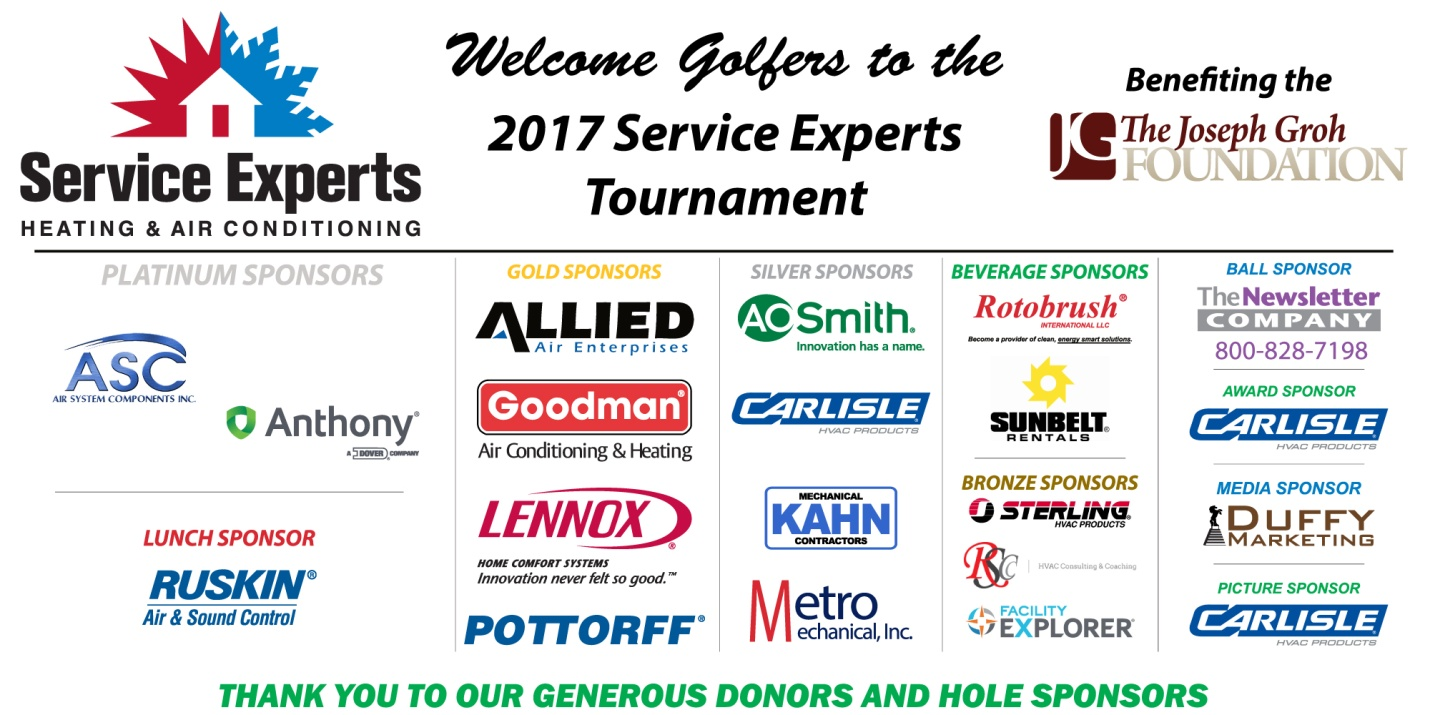 Service Experts
HEATING & AIR CONDITIONING
Welcome Golfers to the
2017 Service Experts
Tournament
Benefiting the
JG The Joseph Groh
FOUNDATION
PLATINUM SPONSORS
ASC
AIR SYSTEM COMPONENTS INC.
Anthony®
A DOVER COMPANY
LUNCH SPONSOR
RUSKIN®
Air & Sound Control
GOLD SPONSORS
ALLIED
Air Enterprises
Goodman®
Air Conditioning & Heating
LENNOX®
HOME COMFORT SYSTEMS
Innovation never felt so good.™
POTTORFF®
SILVER SPONSORS
AO Smith®
Innovation has a name.
CARLISLE®
HVAC PRODUCTS
MECHANICAL
KAHN
CONTRACTORS
Metro
Mechanical, Inc.
BEVERAGE SPONSORS
Rotobrush®
INTERNATIONAL LLC
Become a provider of clean, energy smart solutions.
SUNBELT®
RENTALS
BRONZE SPONSORS
STERLING®
HVAC PRODUCTS
RSCC HVAC Consulting & Coaching
FACILITY
EXPLORER®
BALL SPONSOR
The Newsletter
COMPANY
800-828-7198
AWARD SPONSOR
CARLISLE®
HVAC PRODUCTS
MEDIA SPONSOR
DUFFY
MARKETING
PICTURE SPONSOR
CARLISLE®
HVAC PRODUCTS
THANK YOU TO OUR GENEROUS DONORS AND HOLE SPONSORS